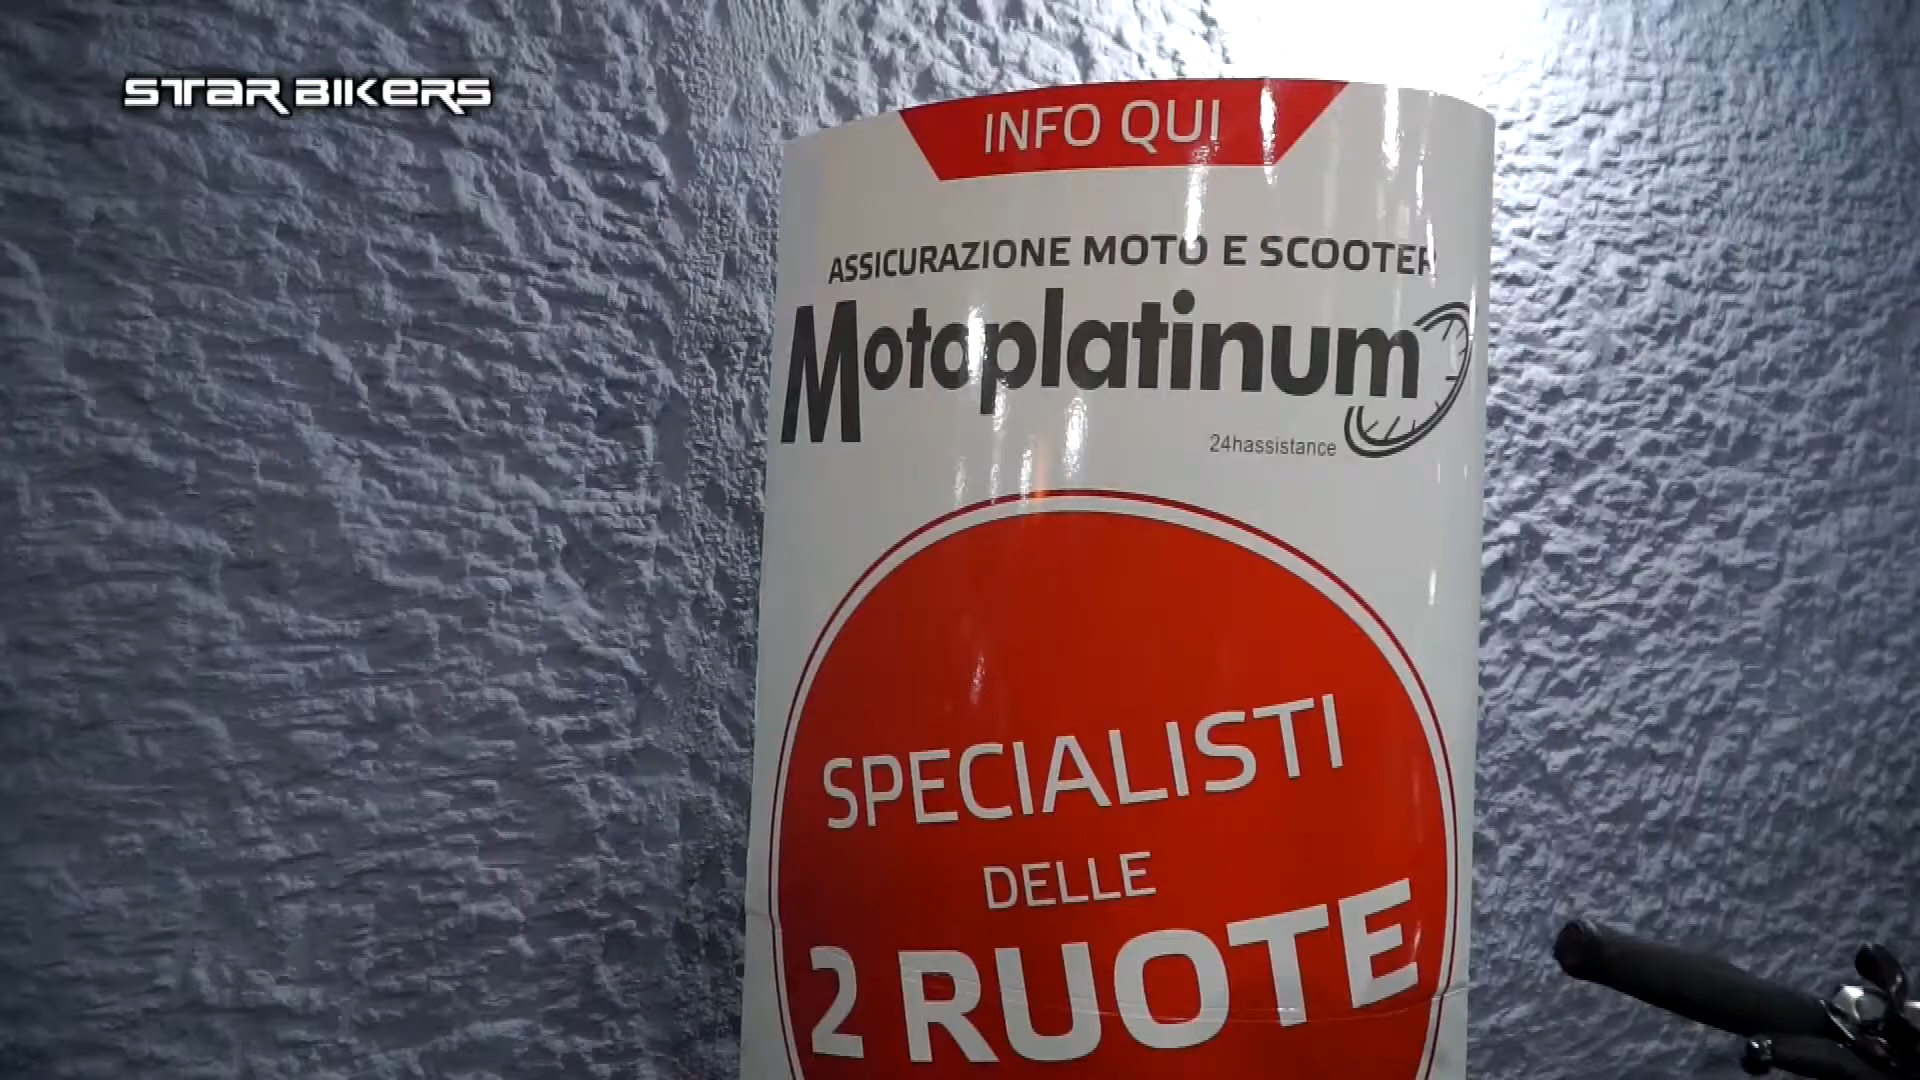 STAR BIKERS
INFO QUI
ASSICURAZIONE MOTO E SCOOTER
Motoplatinum
24hassistance
SPECIALISTI
DELLE
2 RUOTE